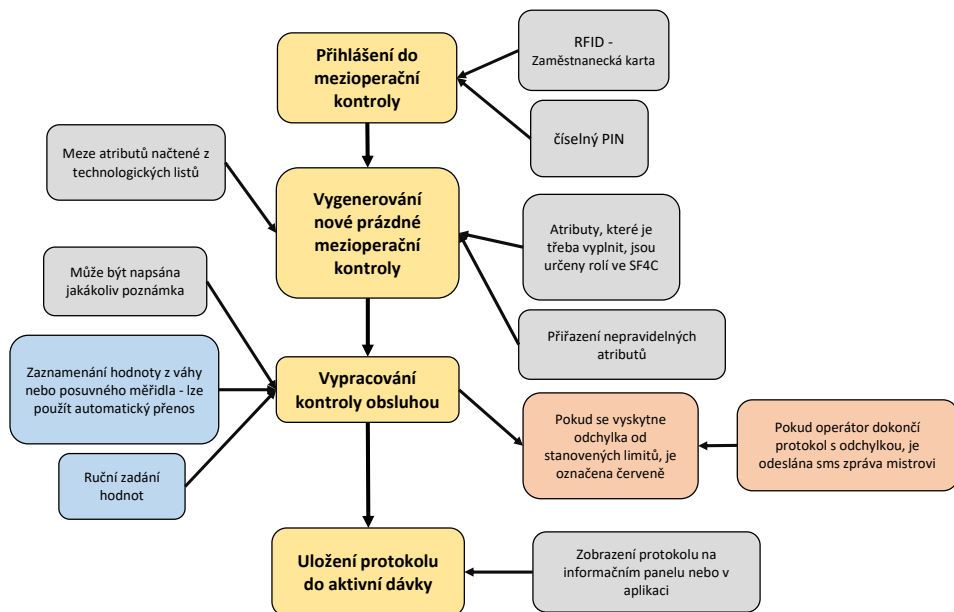 Přihlášení do
mezioperační
kontroly
RFID -
Zaměstnanecká karta
číselný PIN
Meze atributů načtené z
technologických listů
Vygenerování
nové prázdné
mezioperační
kontroly
Atributy, které je
třeba vyplnit, jsou
určeny rolí ve SF4C
Může být napsána
jakákoliv poznámka
Přiřazení nepravidelných
atributů
Zaznamenání hodnoty z váhy
nebo posuvného měřidla - lze
použít automatický přenos
Vypracování
kontroly obsluhou
Pokud se vyskytne
odchylka od
stanovených limitů, je
označena červeně
Pokud operátor dokončí
protokol s odchylkou, je
odeslána sms zpráva mistrovi
Ruční zadání
hodnot
Uložení protokolu
do aktivní dávky
Zobrazení protokolu na
informačním panelu nebo v
aplikaci